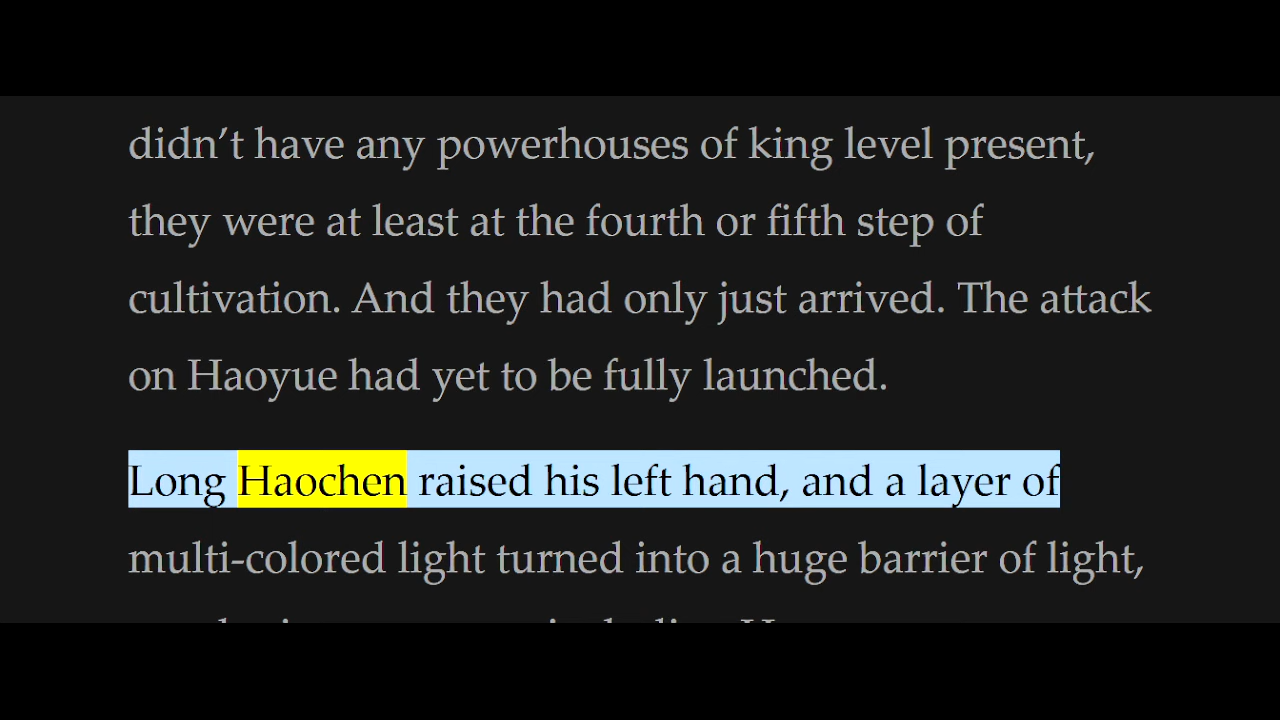 didn’t have any powerhouses of king level present,
they were at least at the fourth or fifth step of
cultivation. And they had only just arrived. The attack
on Haoyue had yet to be fully launched.
Long Haochen raised his left hand, and a layer of
multi-colored light turned into a huge barrier of light,